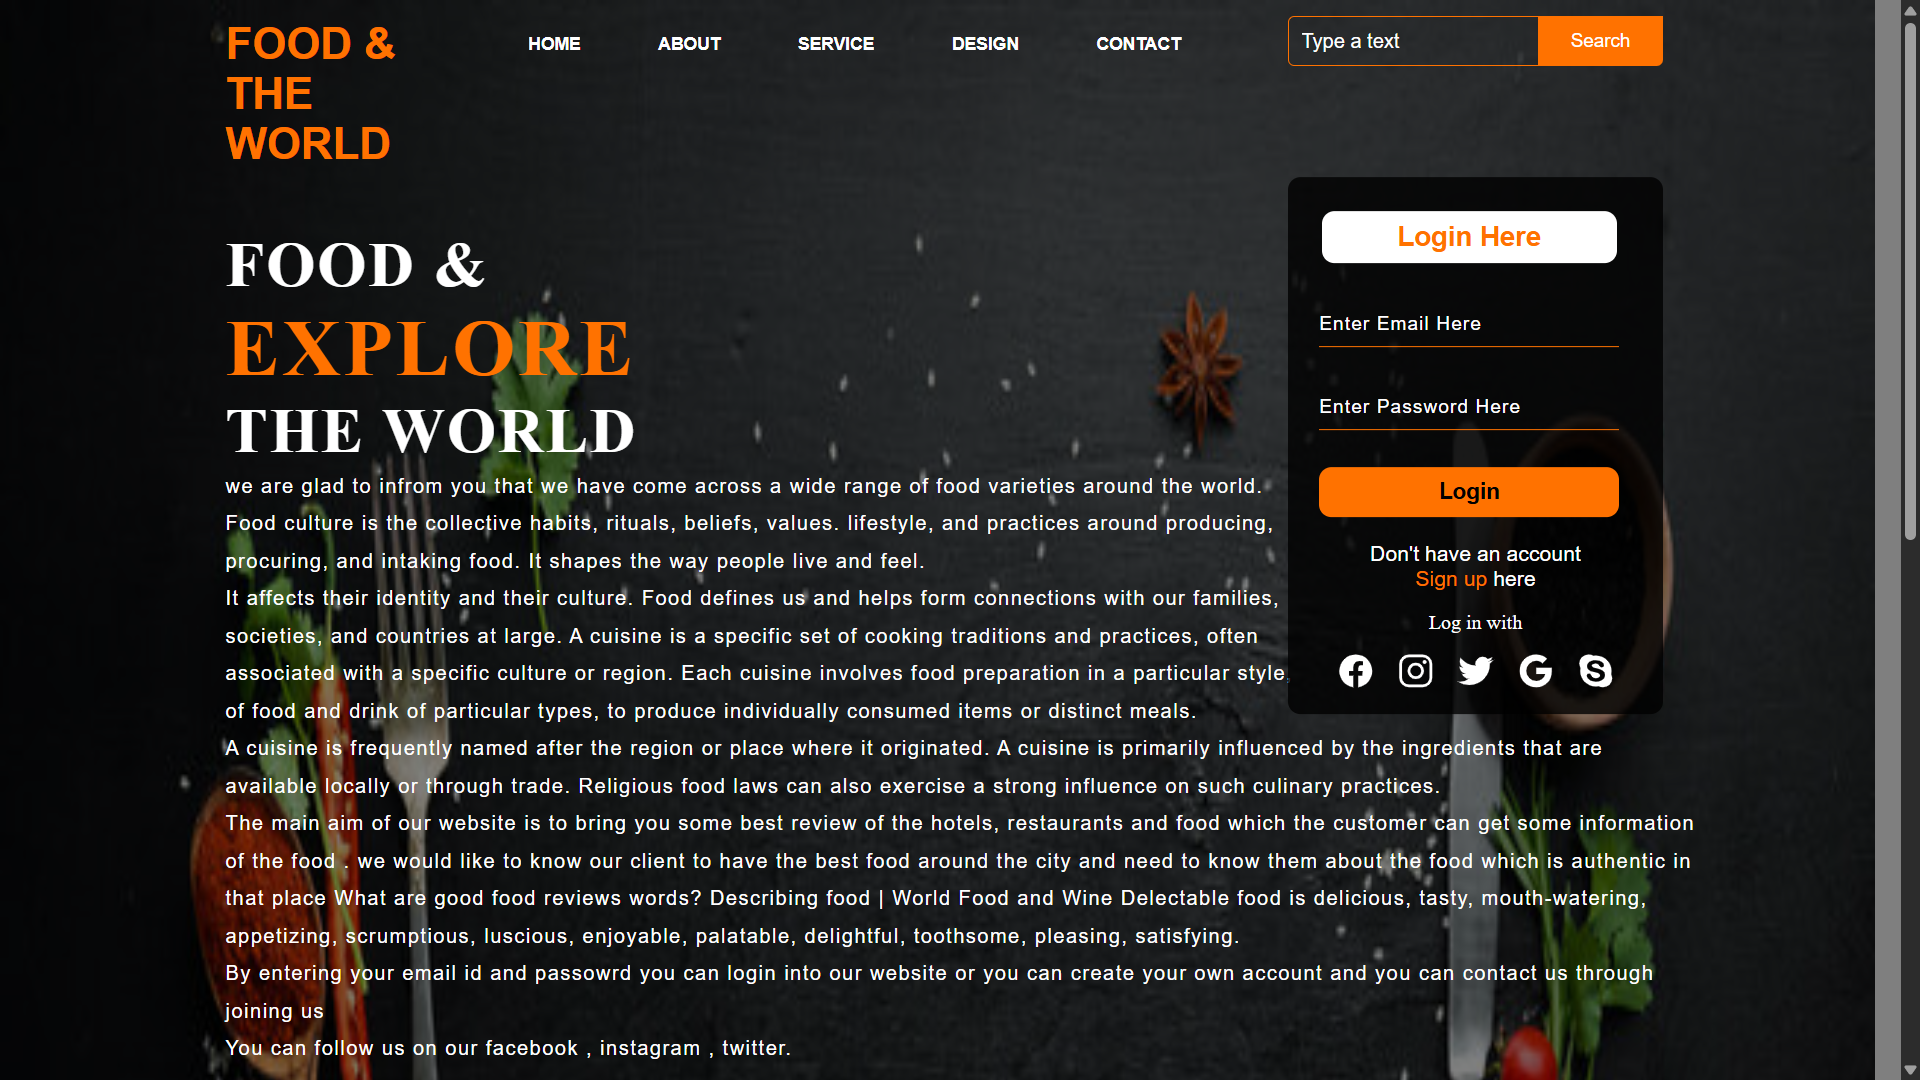 FOOD &
THE
WORLD
HOME
ABOUT
SERVICE
DESIGN
CONTACT
Type a text
Search
FOOD &
EXPLORE
THE WORLD
we are glad to infrom you that we have come across a wide range of food varieties around the world.
Food culture is the collective habits, rituals, beliefs, values. lifestyle, and practices around producing,
procuring, and intaking food. It shapes the way people live and feel.
It affects their identity and their culture. Food defines us and helps form connections with our families,
societies, and countries at large. A cuisine is a specific set of cooking traditions and practices, often
associated with a specific culture or region. Each cuisine involves food preparation in a particular style,
of food and drink of particular types, to produce individually consumed items or distinct meals.
A cuisine is frequently named after the region or place where it originated. A cuisine is primarily influenced by the ingredients that are
available locally or through trade. Religious food laws can also exercise a strong influence on such culinary practices.
The main aim of our website is to bring you some best review of the hotels, restaurants and food which the customer can get some information
of the food . we would like to know our client to have the best food around the city and need to know them about the food which is authentic in
that place What are good food reviews words? Describing food | World Food and Wine Delectable food is delicious, tasty, mouth-watering,
appetizing, scrumptious, luscious, enjoyable, palatable, delightful, toothsome, pleasing, satisfying.
By entering your email id and passowrd you can login into our website or you can create your own account and you can contact us through
joining us
You can follow us on our facebook , instagram , twitter.
Login Here
Enter Email Here
Enter Password Here
Login
Don't have an account
Sign up here
Log in with